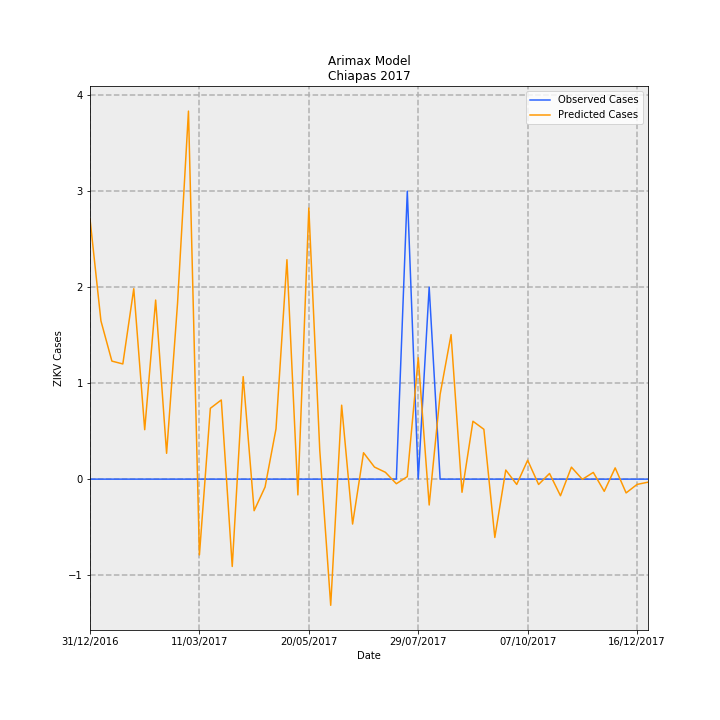 Arimax Model
Chiapas 2017
Observed Cases
Predicted Cases
4
3
2
1
0
−1
ZIKV Cases
31/12/2016 11/03/2017 20/05/2017 29/07/2017 07/10/2017 16/12/2017
Date